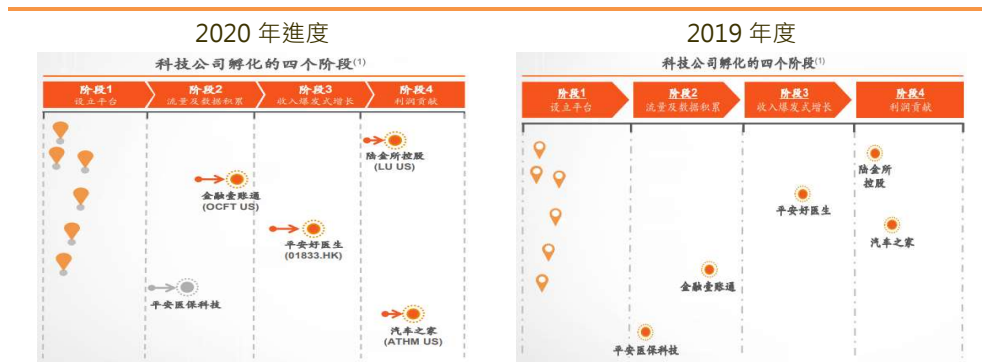 2020 年進度
科技公司孵化的四个阶段(1)
阶段1
设立平台
阶段2
流量及数据积累
阶段3
收入爆发式增长
阶段4
利润贡献
陆金所控股
(LU US)
金融壹账通
(OCFT US)
平安好医生
(01833.HK)
平安医保科技
汽车之家
(ATHM US)
2019 年度
科技公司孵化的四个阶段(1)
阶段1
设立平台
阶段2
流量及数据积累
阶段3
收入爆发式增长
阶段4
利润贡献
陆金所
控股
平安好医生
汽车之家
金融壹账通
平安医保科技